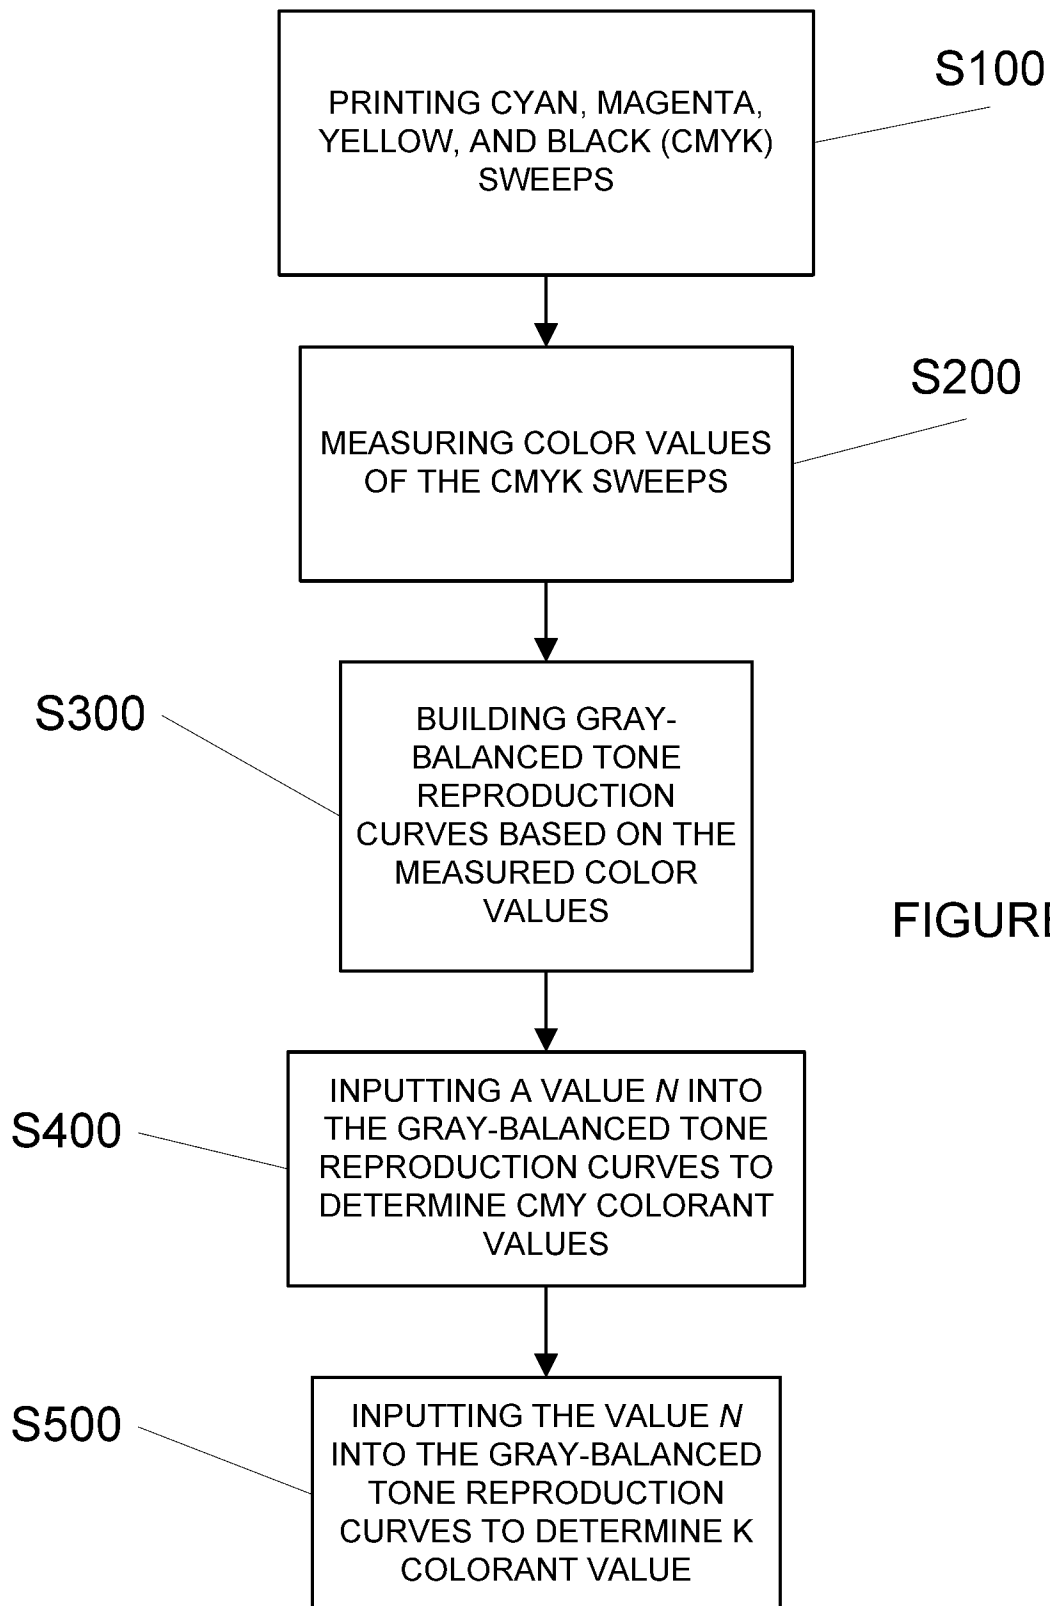 S100
PRINTING CYAN, MAGENTA,
YELLOW, AND BLACK (CMYK)
SWEEPS
S200
MEASURING COLOR VALUES
OF THE CMYK SWEEPS
S300
BUILDING GRAY-
BALANCED TONE
REPRODUCTION
CURVES BASED ON THE
MEASURED COLOR
VALUES
FIGURE
S400
INPUTTING A VALUE N INTO
THE GRAY-BALANCED TONE
REPRODUCTION CURVES TO
DETERMINE CMY COLORANT
VALUES
S500
INPUTTING THE VALUE N
INTO THE GRAY-BALANCED
TONE REPRODUCTION
CURVES TO DETERMINE K
COLORANT VALUE